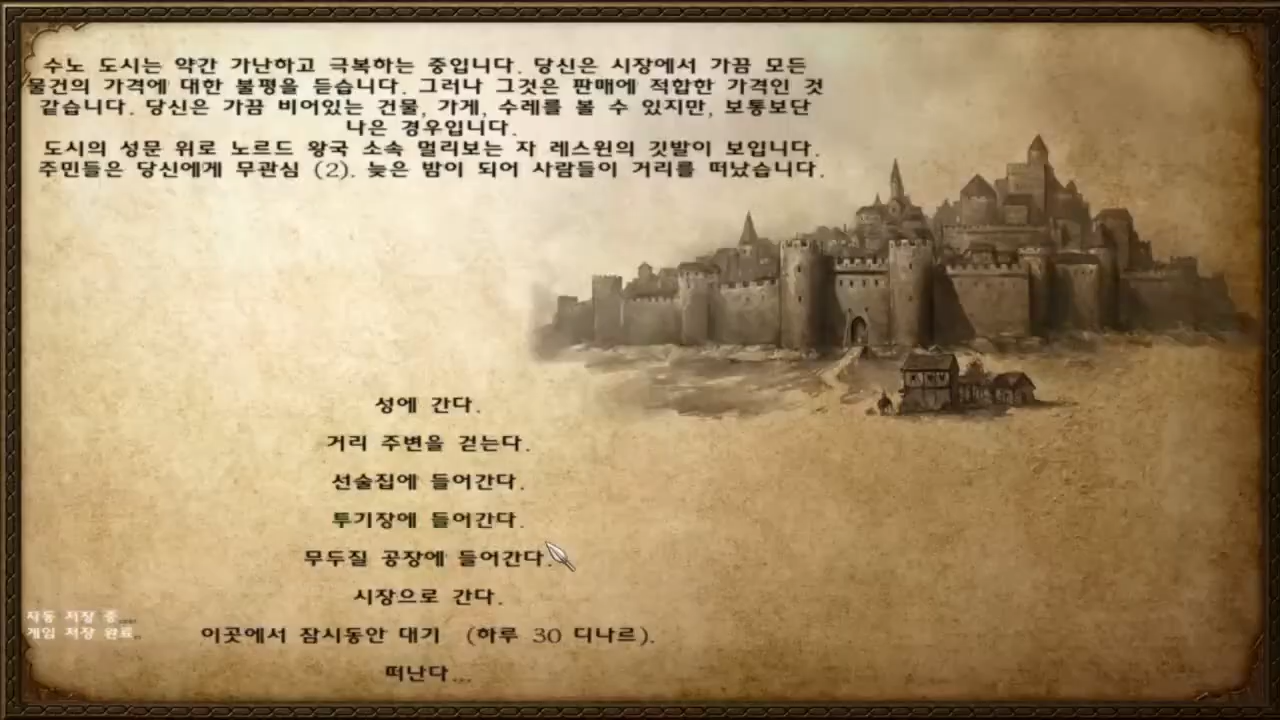 수노 도시는 약간 가난하고 극복하는 중입니다. 당신은 시장에서 가끔 모든
물건의 가격에 대한 불평을 듣습니다. 그러나 그것은 판매에 적합한 가격인 것
같습니다. 당신은 가끔 비어있는 건물, 가게, 수레를 볼 수 있지만, 보통보단
나은 경우입니다.
도시의 성문 위로 노르드 왕국 소속 멀리보는 자 레스윈의 깃발이 보입니다.
주민들은 당신에게 무관심 (2). 늦은 밤이 되어 사람들이 거리를 떠났습니다.
성에 간다.
거리 주변을 걷는다.
선술집에 들어간다.
투기장에 들어간다.
무두질 공장에 들어간다.
시장으로 간다.
자동 저장 중...
게임 저장 완료..
이곳에서 잠시동안 대기 (하루 30 디나르).
떠난다...